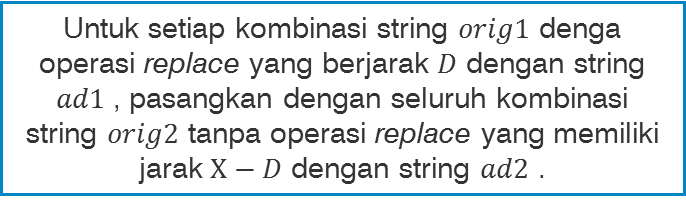 Untuk setiap kombinasi string orig1 denga
operasi replace yang berjarak D dengan string
ad1 , pasangkan dengan seluruh kombinasi
string orig2 tanpa operasi replace yang memiliki
jarak X − D dengan string ad2 .